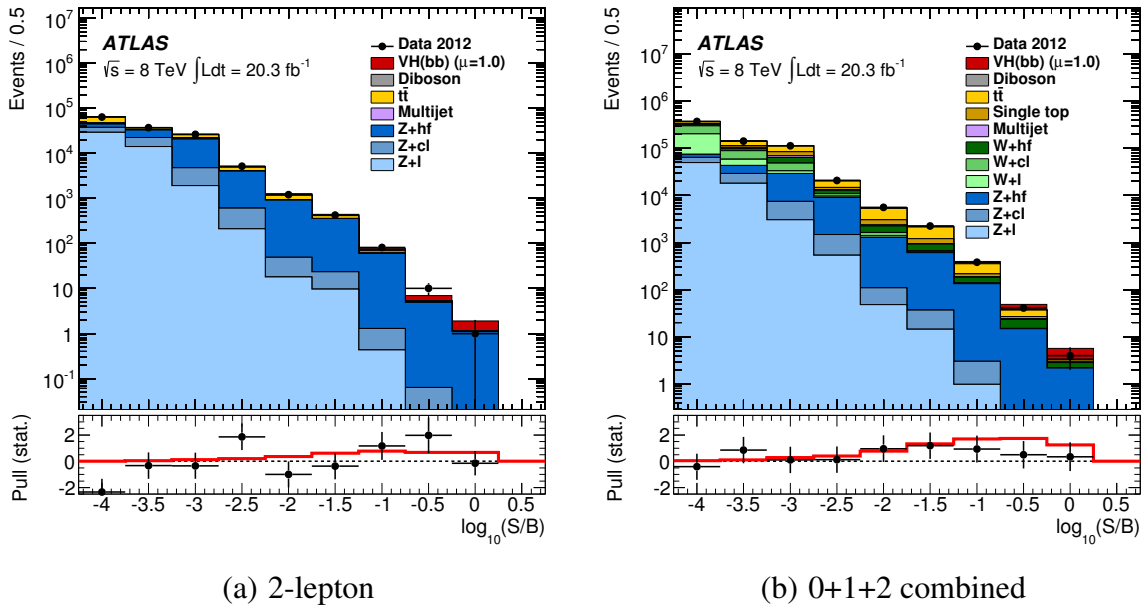 Events / 0.5
10⁷
10⁶
10⁵
10⁴
10³
10²
10
1
10⁻¹
ATLAS
√s = 8 TeV ∫Ldt = 20.3 fb⁻¹
Data 2012
VH(bb) (μ=1.0)
Diboson
tt̄
Multijet
Z+hf
Z+cl
Z+l
Pull (stat.)
2
0
-2
-4 -3.5 -3 -2.5 -2 -1.5 -1 -0.5 0 0.5
log₁₀(S/B)
(a) 2-lepton
Events / 0.5
10⁷
10⁶
10⁵
10⁴
10³
10²
10
1
ATLAS
√s = 8 TeV ∫Ldt = 20.3 fb⁻¹
Data 2012
VH(bb) (μ=1.0)
Diboson
tt̄
Single top
Multijet
W+hf
W+cl
W+l
Z+hf
Z+cl
Z+l
Pull (stat.)
2
0
-2
-4 -3.5 -3 -2.5 -2 -1.5 -1 -0.5 0 0.5
log₁₀(S/B)
(b) 0+1+2 combined